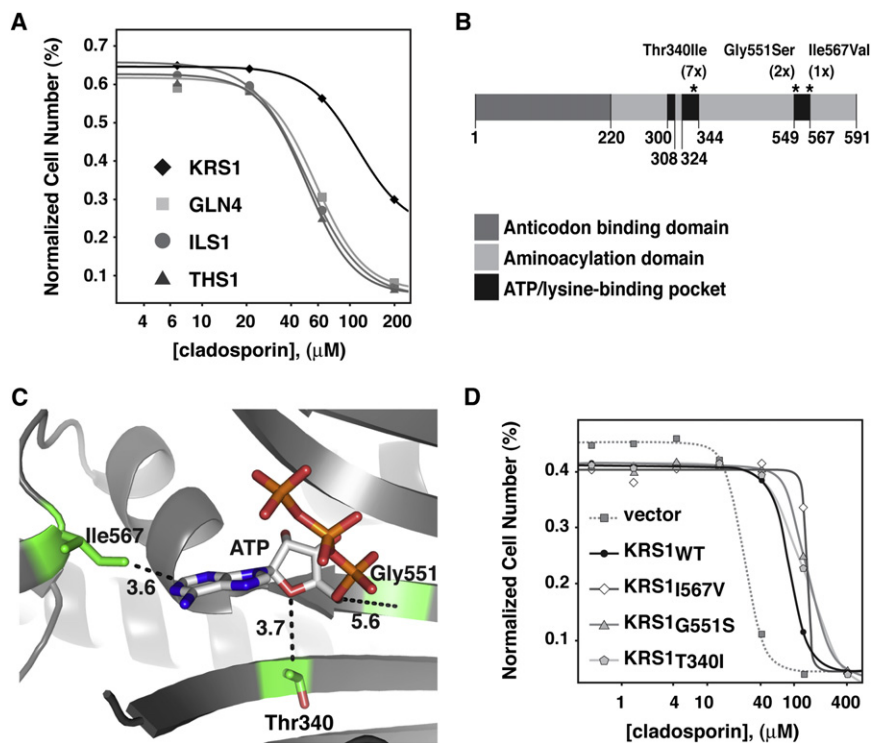 A
Normalized Cell Number (%)
0.7
0.6
0.5
0.4
0.3
0.2
0.1
KRS1
GLN4
ILS1
THS1
4 6 10 20 40 60 100 200
[cladosporin], (μM)
B
Thr340Ile Gly551Ser Ile567Val
(7x) (2x) (1x)
* * *
1 220 300 344 549 567 591
308 324
Anticodon binding domain
Aminoacylation domain
ATP/lysine-binding pocket
C
Ile567
ATP
Gly551
3.6
5.6
3.7
Thr340
D
Normalized Cell Number (%)
0.4
0.3
0.2
0.1
vector
KRS1WT
KRS1I567V
KRS1G551S
KRS1T340I
1 4 10 40 100 400
[cladosporin], (μM)